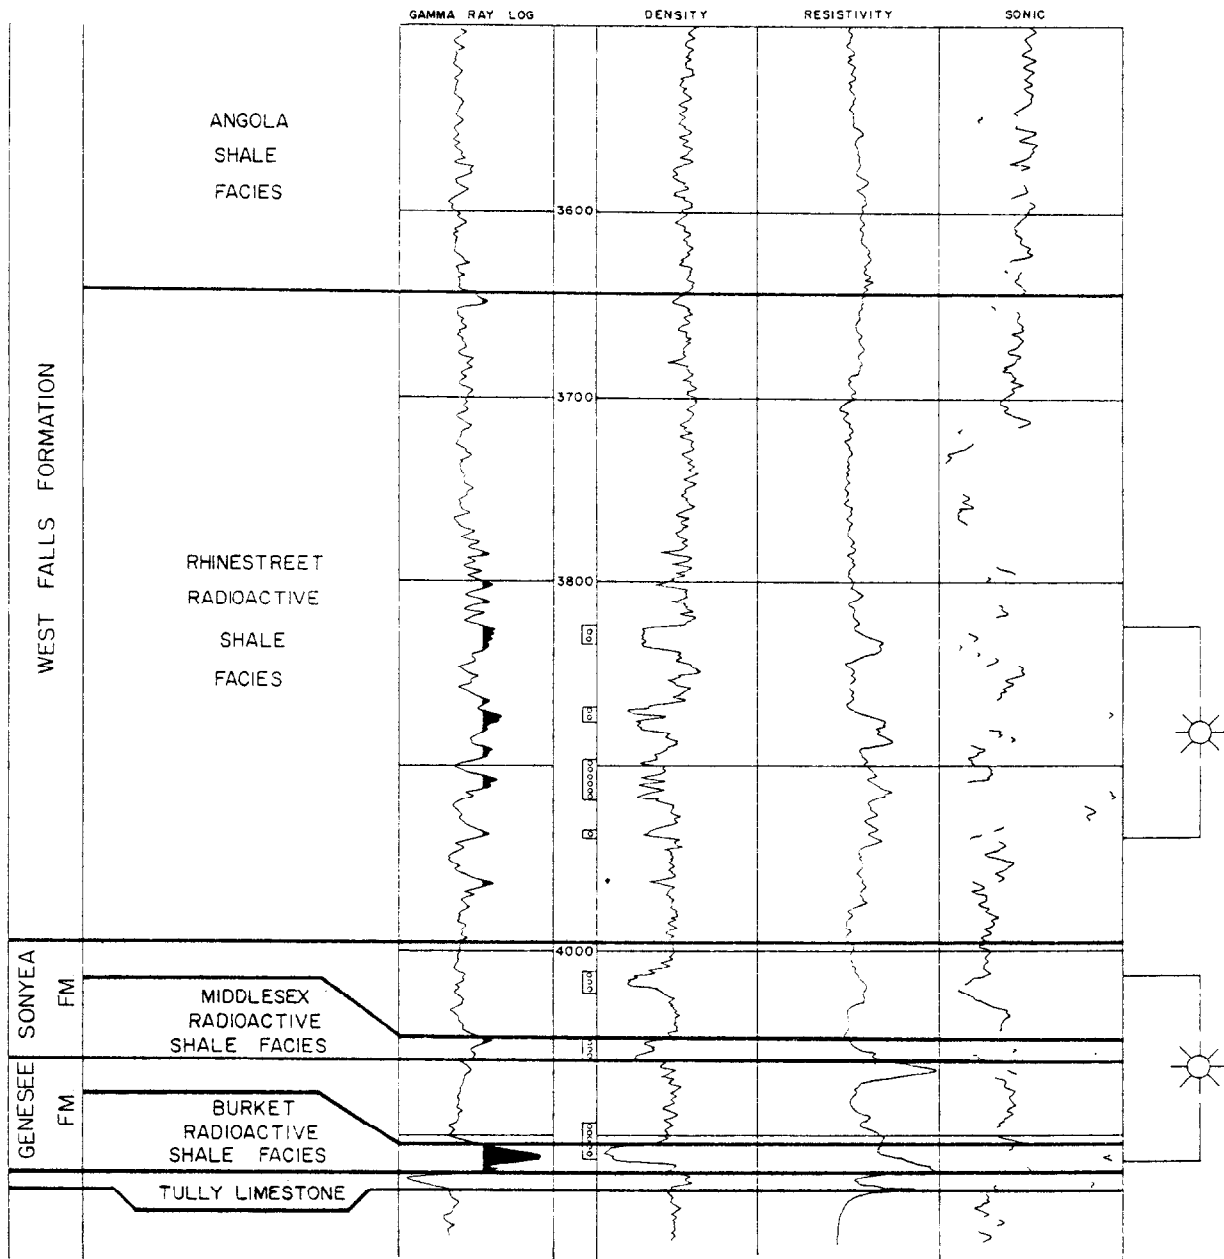 GAMMA RAY LOG
DENSITY
RESISTIVITY
SONIC
ANGOLA
SHALE
FACIES
3600
WEST FALLS FORMATION
3700
RHINESTREET
RADIOACTIVE
SHALE
FACIES
3800
4000
SONYEA
FM
MIDDLESEX
RADIOACTIVE
SHALE FACIES
GENESEE
FM
BURKET
RADIOACTIVE
SHALE FACIES
TULLY LIMESTONE